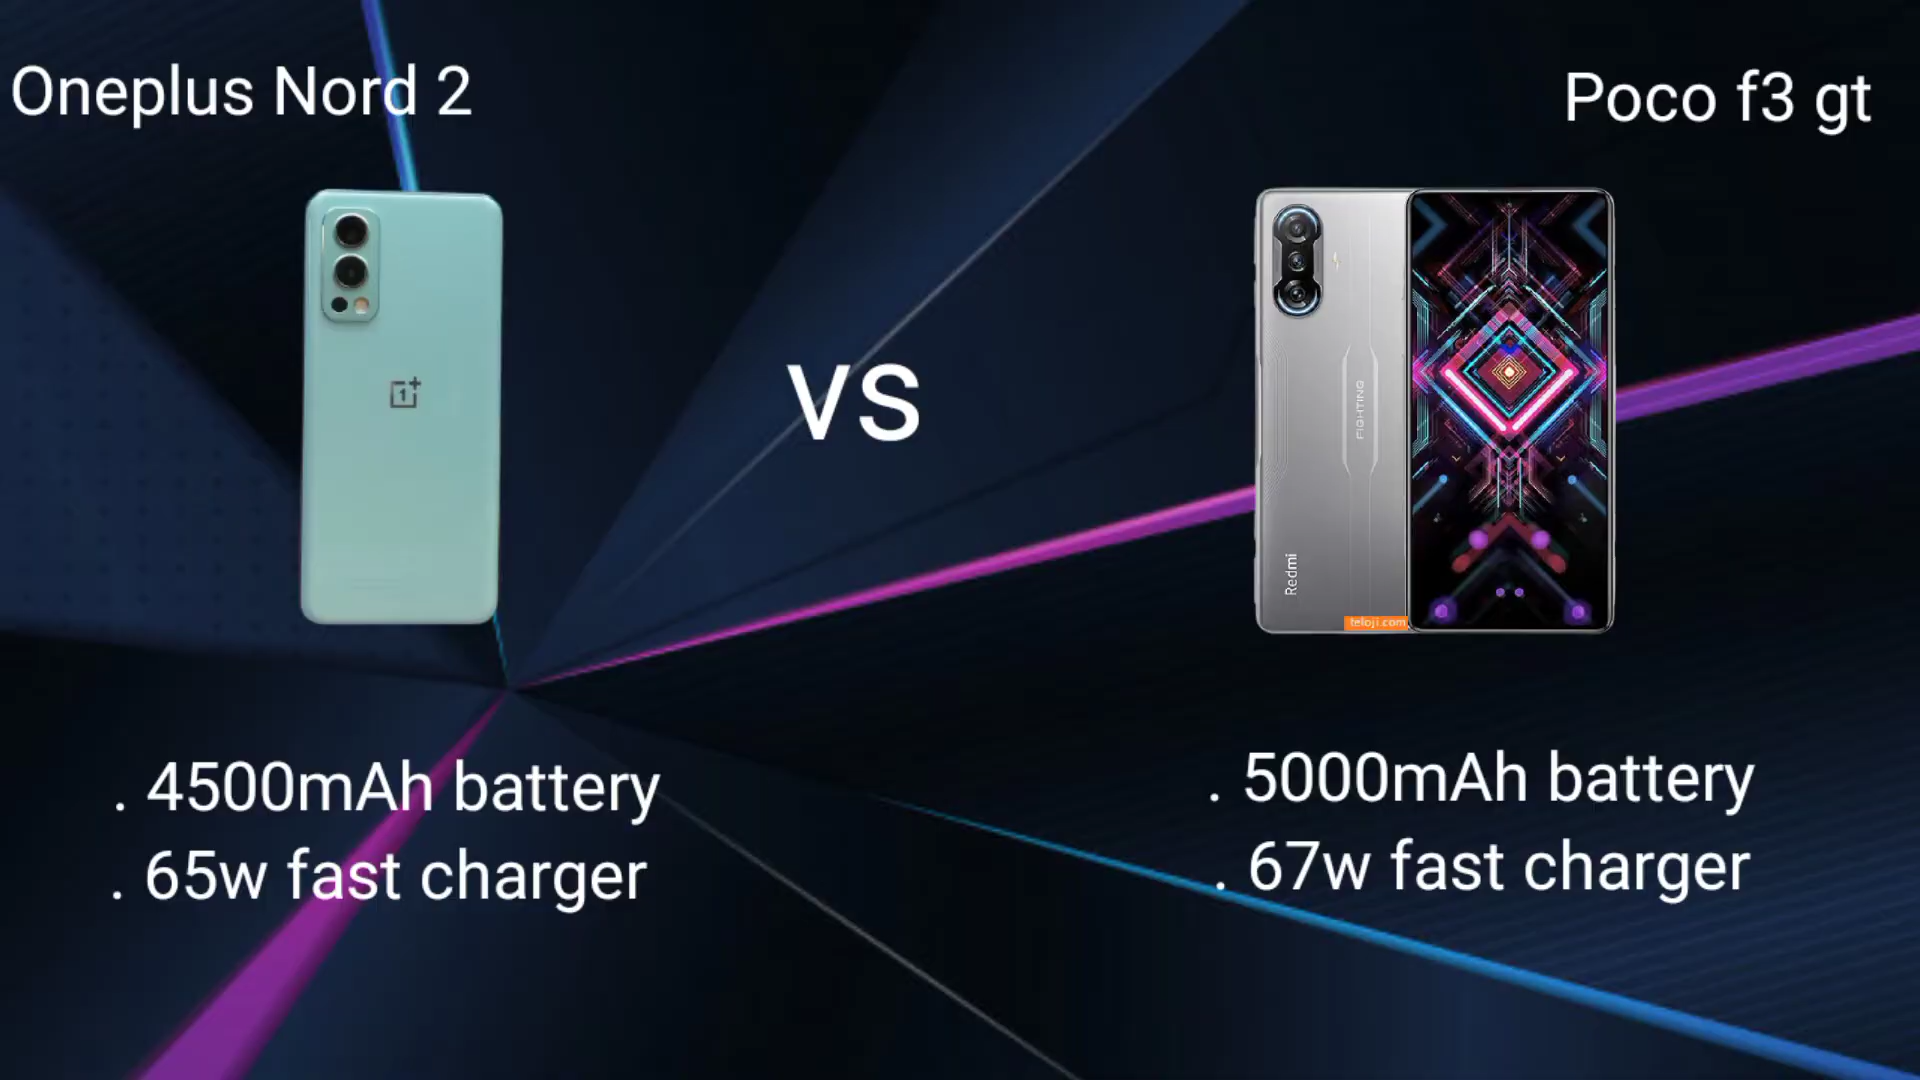 Oneplus Nord 2
Poco f3 gt
vs
FIGHTING
Redmi
teloji.com
. 4500mAh battery
. 65w fast charger
. 5000mAh battery
. 67w fast charger